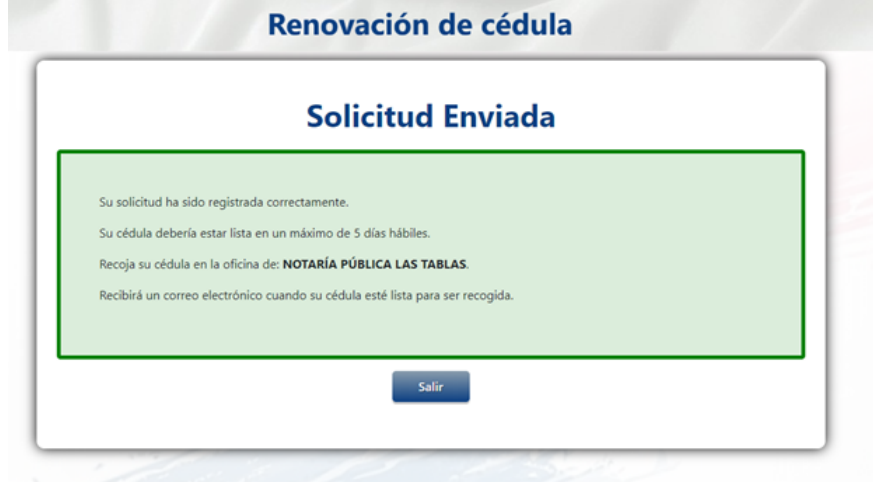 Renovación de cédula
Solicitud Enviada
Su solicitud ha sido registrada correctamente.
Su cédula debería estar lista en un máximo de 5 días hábiles.
Recoja su cédula en la oficina de: NOTARÍA PÚBLICA LAS TABLAS.
Recibirá un correo electrónico cuando su cédula esté lista para ser recogida.
Salir